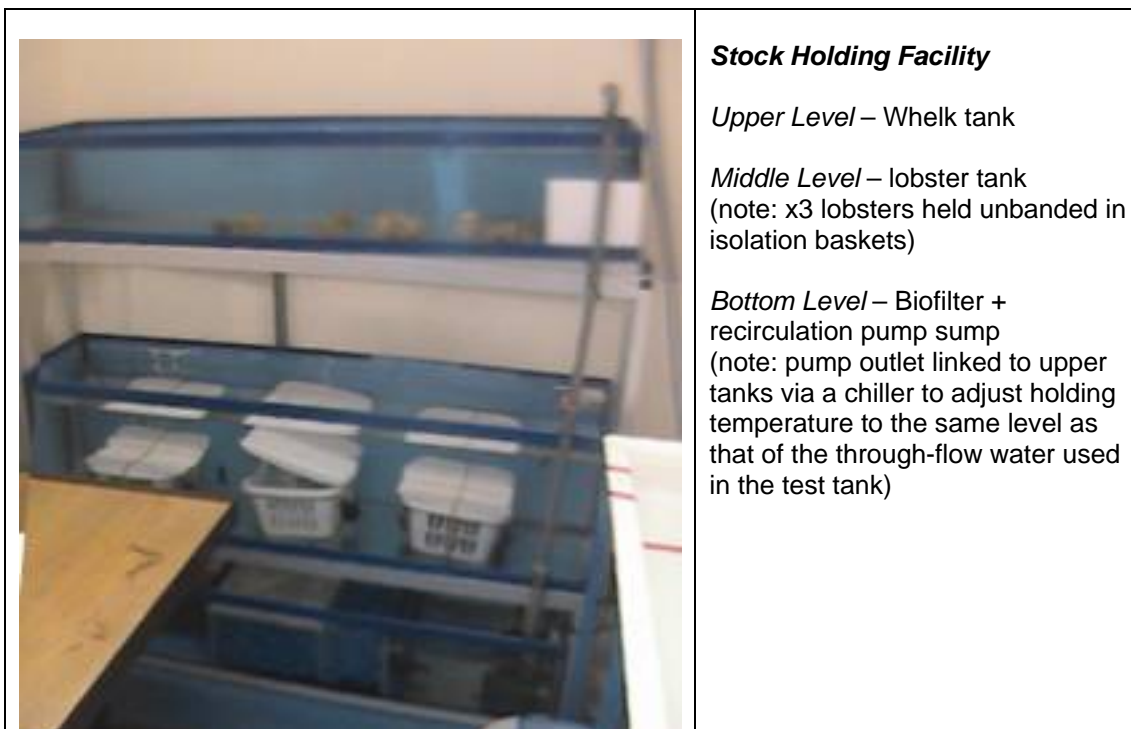 Stock Holding Facility
Upper Level – Whelk tank
Middle Level – lobster tank
(note: x3 lobsters held unbanded in
isolation baskets)
Bottom Level – Biofilter +
recirculation pump sump
(note: pump outlet linked to upper
tanks via a chiller to adjust holding
temperature to the same level as
that of the through-flow water used
in the test tank)